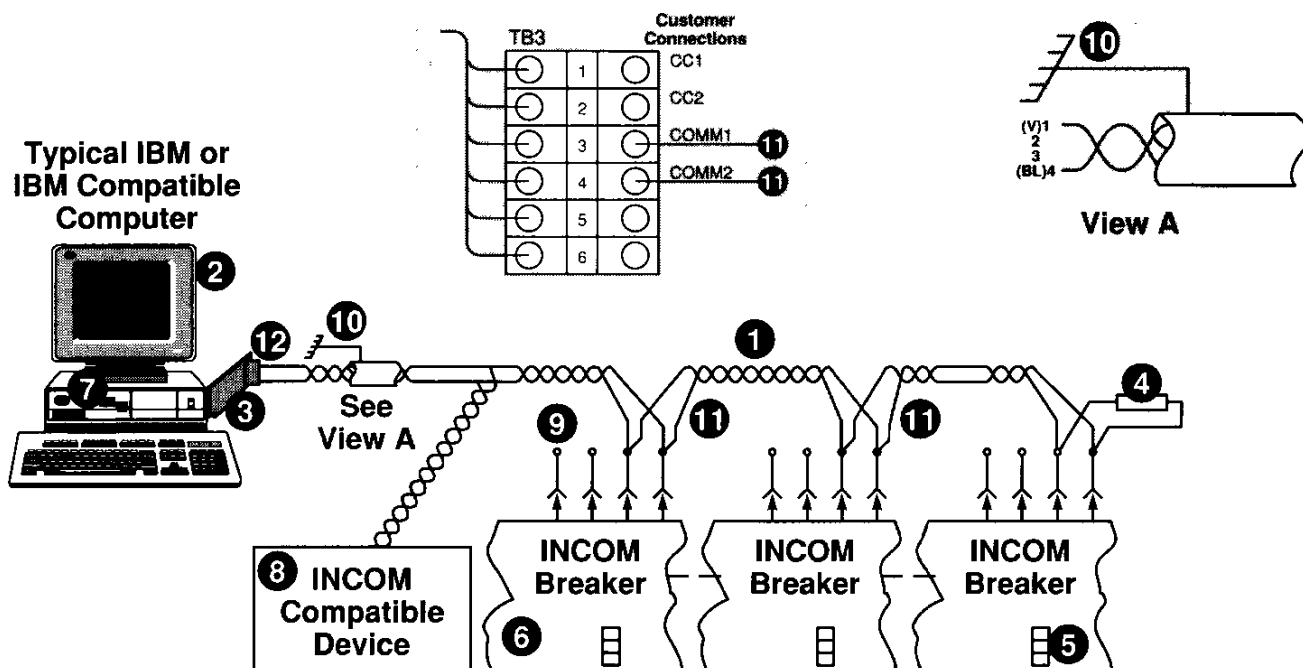 Customer
Connections
TB3
1 CC1
2 CC2
3 COMM1 11
4 COMM2 11
5
6
10
(V)1
2
3
(BL)4
View A
Typical IBM or
IBM Compatible
Computer
2
12
10
1
4
7
3
See
View A
9
11
11
8
INCOM
Compatible
Device
INCOM
Breaker
6
INCOM
Breaker
INCOM
Breaker
5